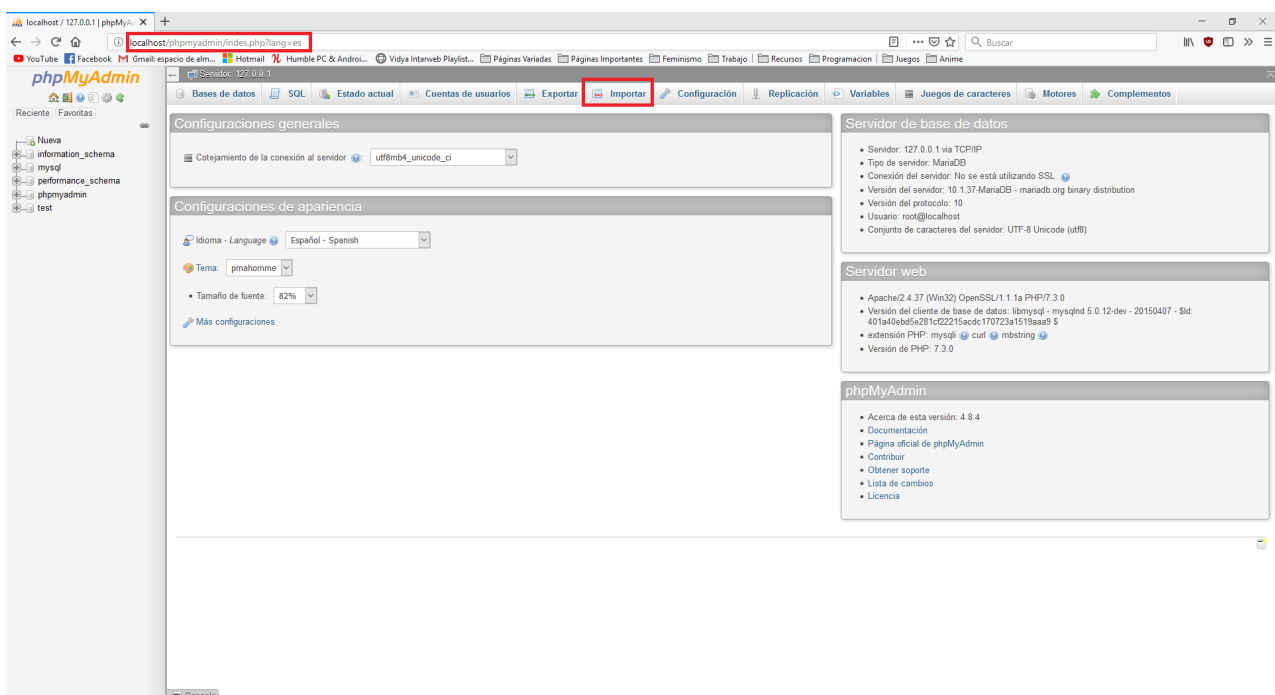 localhost / 127.0.0.1 | phpMyAd
localhost/phpmyadmin/index.php?lang=es
Buscar
YouTube Facebook Gmail: espacio de alm... Hotmail Humble PC & Androi... Vidya Intarweb Playlist... Páginas Variadas Páginas Importantes Feminismo Trabajo Recursos Programacion Juegos Anime
phpMyAdmin
Reciente Favoritas
Nueva
information_schema
mysql
performance_schema
phpmyadmin
test
Servidor: 127.0.0.1
Bases de datos SQL Estado actual Cuentas de usuarios Exportar Importar Configuración Replicación Variables Juegos de caracteres Motores Complementos
Configuraciones generales
Cotejamiento de la conexión al servidor : utf8mb4_unicode_ci
Configuraciones de apariencia
Idioma - Language Español - Spanish
Tema: pmahomme
• Tamaño de fuente: 82%
Más configuraciones
Servidor de base de datos
• Servidor: 127.0.0.1 via TCP/IP
• Tipo de servidor: MariaDB
• Conexión del servidor: No se está utilizando SSL
• Versión del servidor: 10.1.37-MariaDB - mariadb.org binary distribution
• Versión del protocolo: 10
• Usuario: root@localhost
• Conjunto de caracteres del servidor: UTF-8 Unicode (utf8)
Servidor web
• Apache/2.4.37 (Win32) OpenSSL/1.1.1a PHP/7.3.0
• Versión del cliente de base de datos: libmysql - mysqlnd 5.0.12-dev - 20150407 - $Id:
401a40ebd5e281cf22215acdc170723a1519aaa9 $
• extensión PHP: mysqli curl mbstring
• Versión de PHP: 7.3.0
phpMyAdmin
• Acerca de esta versión: 4.8.4
• Documentación
• Página oficial de phpMyAdmin
• Contribuir
• Obtener soporte
• Lista de cambios
• Licencia
Consola